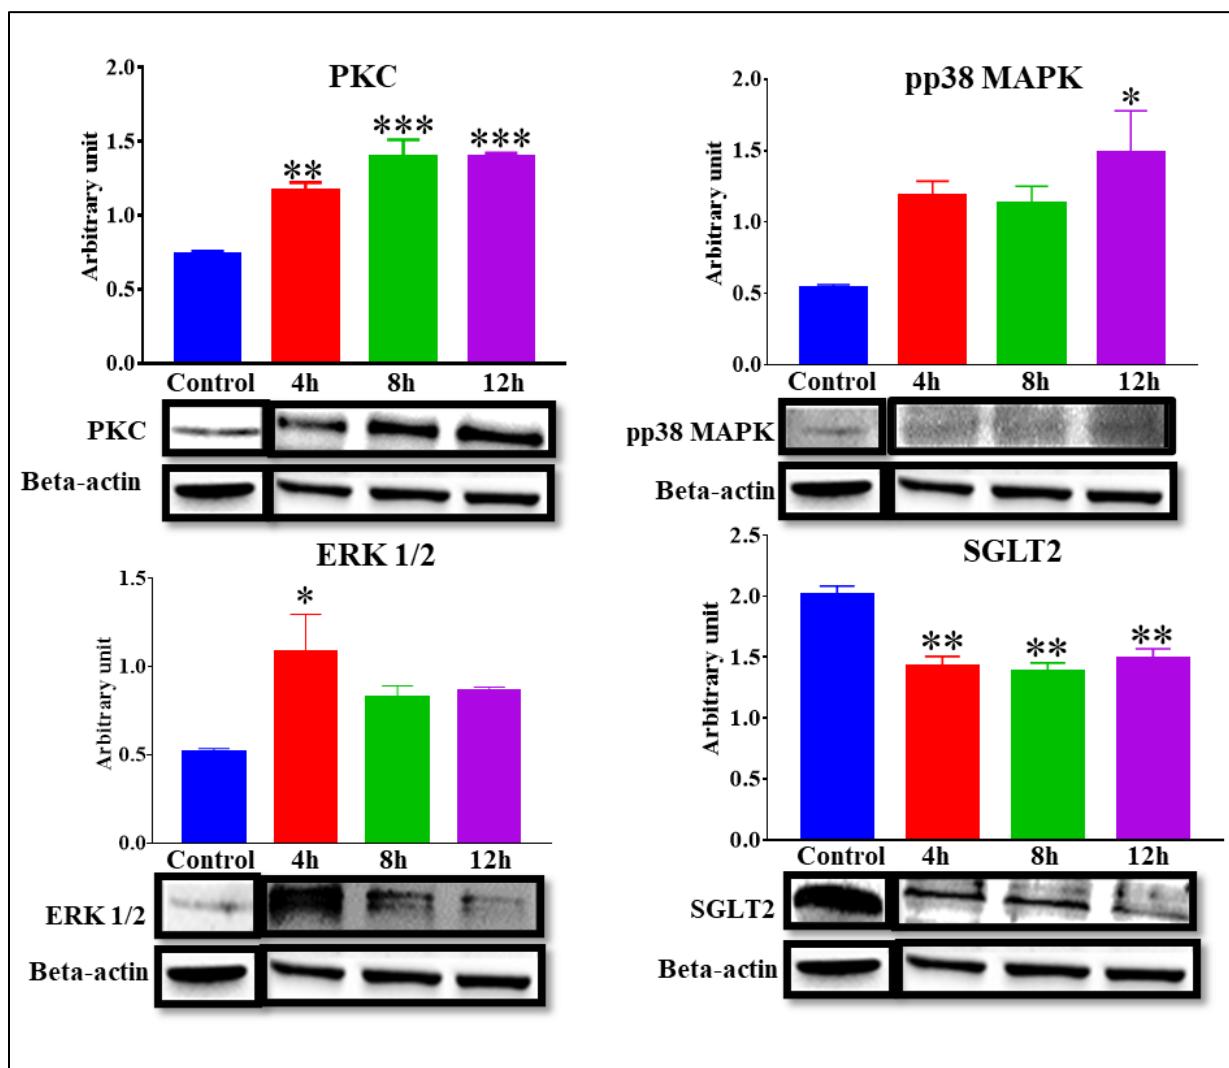 PKC
2.0
1.5
1.0
0.5
0.0
Arbitrary unit
**
***
***
Control 4h 8h 12h
PKC
Beta-actin
pp38 MAPK
2.0
1.5
1.0
0.5
0.0
Arbitrary unit
*
Control 4h 8h 12h
pp38 MAPK
Beta-actin
ERK 1/2
1.5
1.0
0.5
0.0
Arbitrary unit
*
Control 4h 8h 12h
ERK 1/2
Beta-actin
SGLT2
2.5
2.0
1.5
1.0
0.5
0.0
Arbitrary unit
**
**
**
Control 4h 8h 12h
SGLT2
Beta-actin